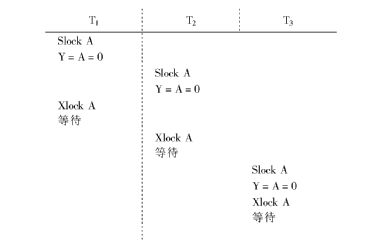 T₁ T₂ T₃
Slock A
Y = A = 0
Slock A
Y = A = 0
Xlock A
等待
Xlock A
等待
Slock A
Y = A = 0
Xlock A
等待